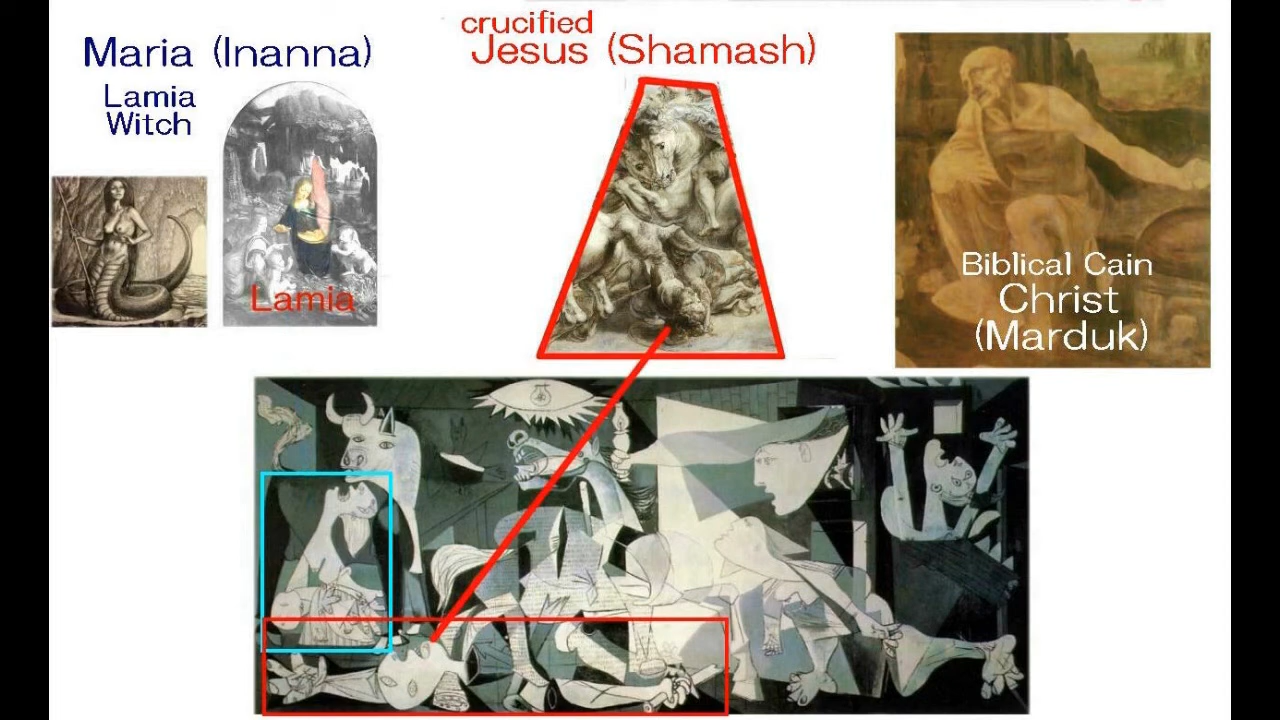 Maria (Inanna)
Lamia
Witch
Lamia
crucified
Jesus (Shamash)
Biblical Cain
Christ
(Marduk)